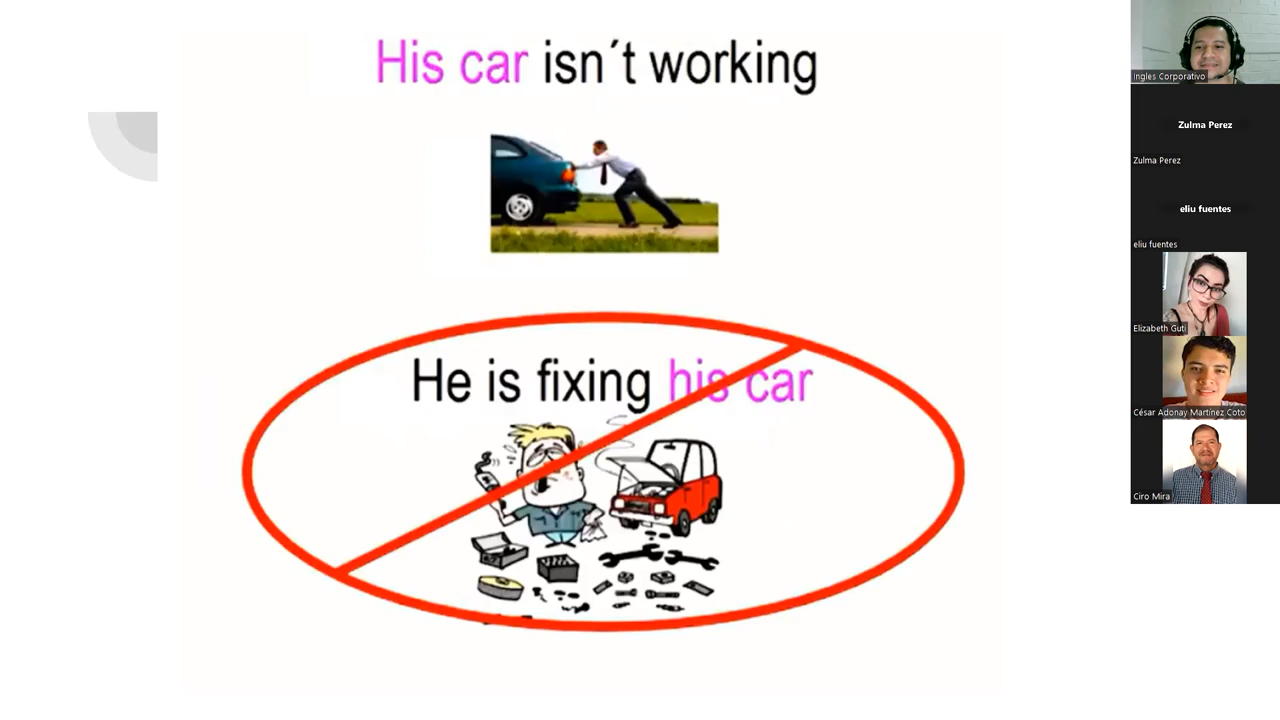 His car isn´t working
He is fixing his car
Ingles Corporativo
Zulma Perez
Zulma Perez
eliu fuentes
eliu fuentes
Elizabeth Guti
César Adonay Martínez Coto
Ciro Mira